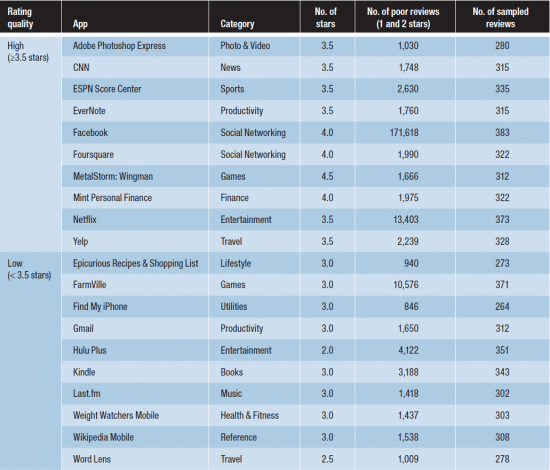 Rating quality App Category No. of stars No. of poor reviews (1 and 2 stars) No. of sampled reviews
High (≥3.5 stars) Adobe Photoshop Express Photo & Video 3.5 1,030 280
CNN News 3.5 1,748 315
ESPN Score Center Sports 3.5 2,630 335
EverNote Productivity 3.5 1,760 315
Facebook Social Networking 4.0 171,618 383
Foursquare Social Networking 4.0 1,990 322
MetalStorm: Wingman Games 4.5 1,666 312
Mint Personal Finance Finance 4.0 1,975 322
Netflix Entertainment 3.5 13,403 373
Yelp Travel 3.5 2,239 328
Low (< 3.5 stars) Epicurious Recipes & Shopping List Lifestyle 3.0 940 273
FarmVille Games 3.0 10,576 371
Find My iPhone Utilities 3.0 846 264
Gmail Productivity 3.0 1,650 312
Hulu Plus Entertainment 2.0 4,122 351
Kindle Books 3.0 3,188 343
Last.fm Music 3.0 1,418 302
Weight Watchers Mobile Health & Fitness 3.0 1,437 303
Wikipedia Mobile Reference 3.0 1,538 308
Word Lens Travel 2.5 1,009 278